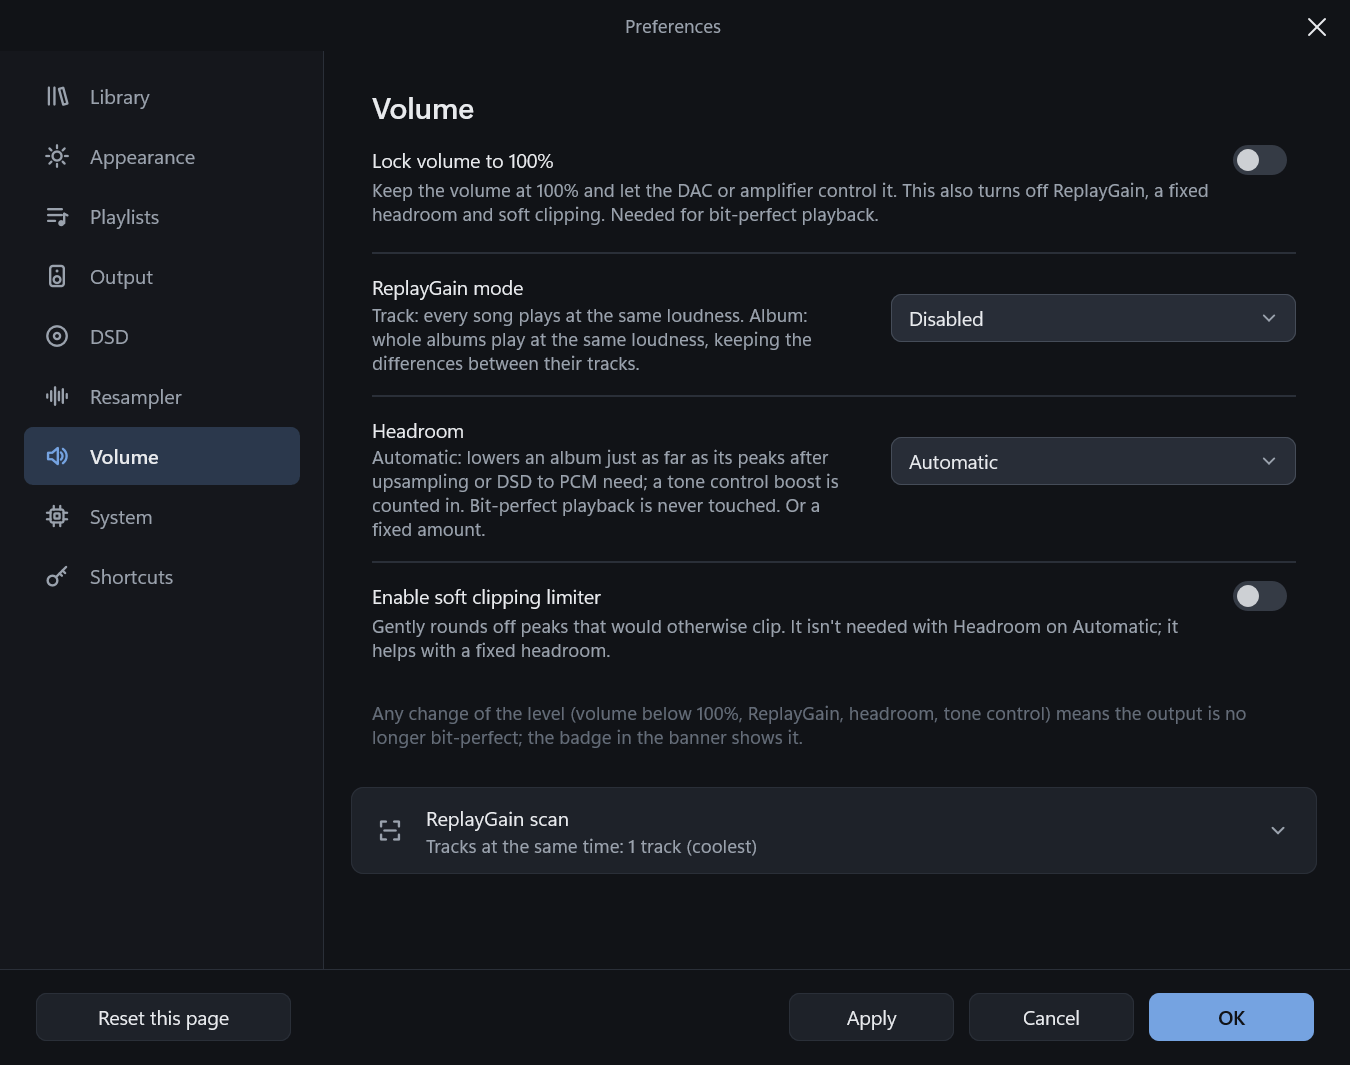 Preferences
Library
Appearance
Playlists
Output
DSD
Resampler
Volume
System
Shortcuts
Volume
Lock volume to 100%
Keep the volume at 100% and let the DAC or amplifier control it. This also turns off ReplayGain, a fixed
headroom and soft clipping. Needed for bit-perfect playback.
ReplayGain mode
Track: every song plays at the same loudness. Album:
whole albums play at the same loudness, keeping the
differences between their tracks.
Disabled
Headroom
Automatic: lowers an album just as far as its peaks after
upsampling or DSD to PCM need; a tone control boost is
counted in. Bit-perfect playback is never touched. Or a
fixed amount.
Automatic
Enable soft clipping limiter
Gently rounds off peaks that would otherwise clip. It isn't needed with Headroom on Automatic; it
helps with a fixed headroom.
Any change of the level (volume below 100%, ReplayGain, headroom, tone control) means the output is no
longer bit-perfect; the badge in the banner shows it.
ReplayGain scan
Tracks at the same time: 1 track (coolest)
Reset this page
Apply
Cancel
OK